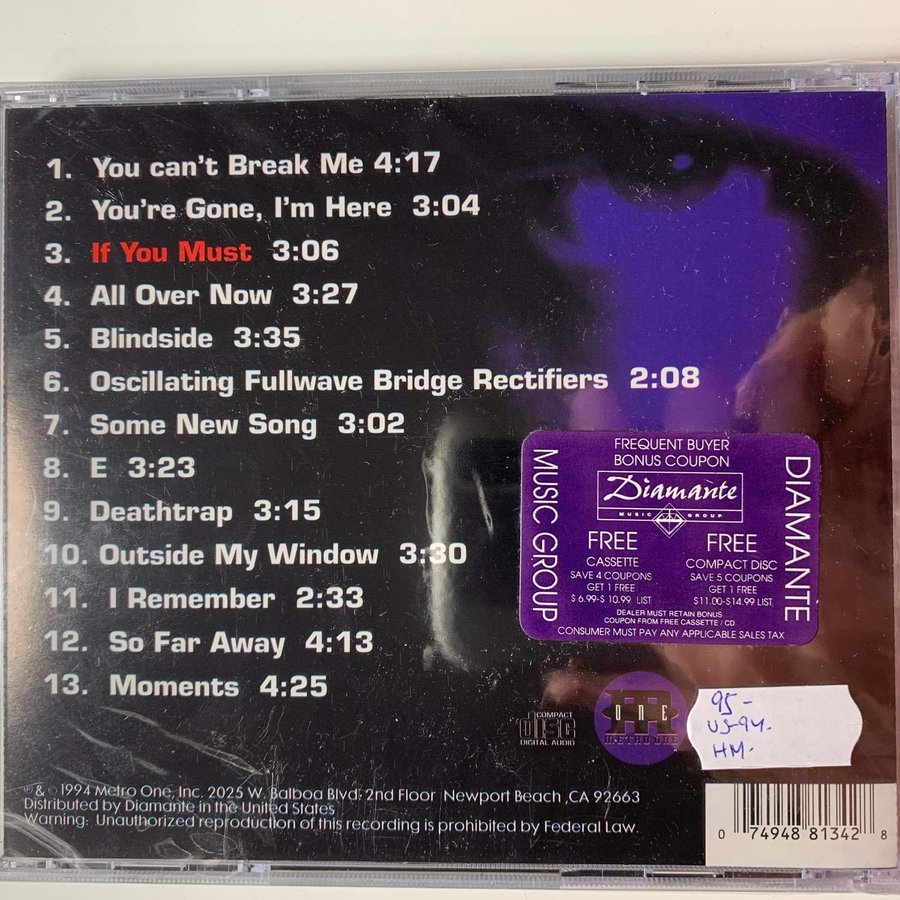 1. You can't Break Me 4:17
2. You're Gone, I'm Here 3:04
3. If You Must 3:06
4. All Over Now 3:27
5. Blindside 3:35
6. Oscillating Fullwave Bridge Rectifiers 2:08
7. Some New Song 3:02
8. E 3:23
9. Deathtrap 3:15
10. Outside My Window 3:30
11. I Remember 2:33
12. So Far Away 4:13
13. Moments 4:25
FREQUENT BUYER
BONUS COUPON
MUSIC GROUP
Diamante
MUSIC GROUP
DIAMANTE
FREE
CASSETTE
SAVE 4 COUPONS
GET 1 FREE
$ 6.99-$ 10.99 LIST
FREE
COMPACT DISC
SAVE 5 COUPONS
GET 1 FREE
$11.00-$14.99 LIST
DEALER MUST RETAIN BONUS
COUPON FROM FREE CASSETTE / CD
CONSUMER MUST PAY ANY APPLICABLE SALES TAX
COMPACT
disc
DIGITAL AUDIO
ONE
METRO ONE
95-
US-94.
HM.
℗ & © 1994 Metro One, Inc. 2025 W. Balboa Blvd. 2nd Floor Newport Beach ,CA 92663
Distributed by Diamante in the United States
Warning: Unauthorized reproduction of this recording is prohibited by Federal Law.
0 74948 81342 8